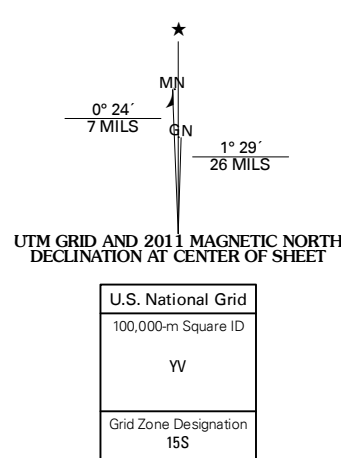 MN
0° 24´
7 MILS
GN
1° 29´
26 MILS
UTM GRID AND 2011 MAGNETIC NORTH
DECLINATION AT CENTER OF SHEET
U.S. National Grid
100,000-m Square ID
YV
Grid Zone Designation
15S